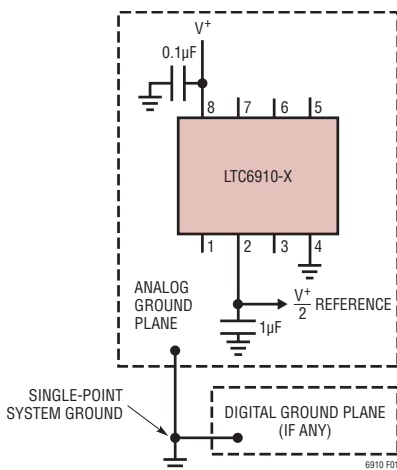 V+
0.1µF
8 7 6 5
LTC6910-X
1 2 3 4
ANALOG
GROUND
PLANE
V+
2
REFERENCE
1µF
SINGLE-POINT
SYSTEM GROUND
DIGITAL GROUND PLANE
(IF ANY)
6910 F01